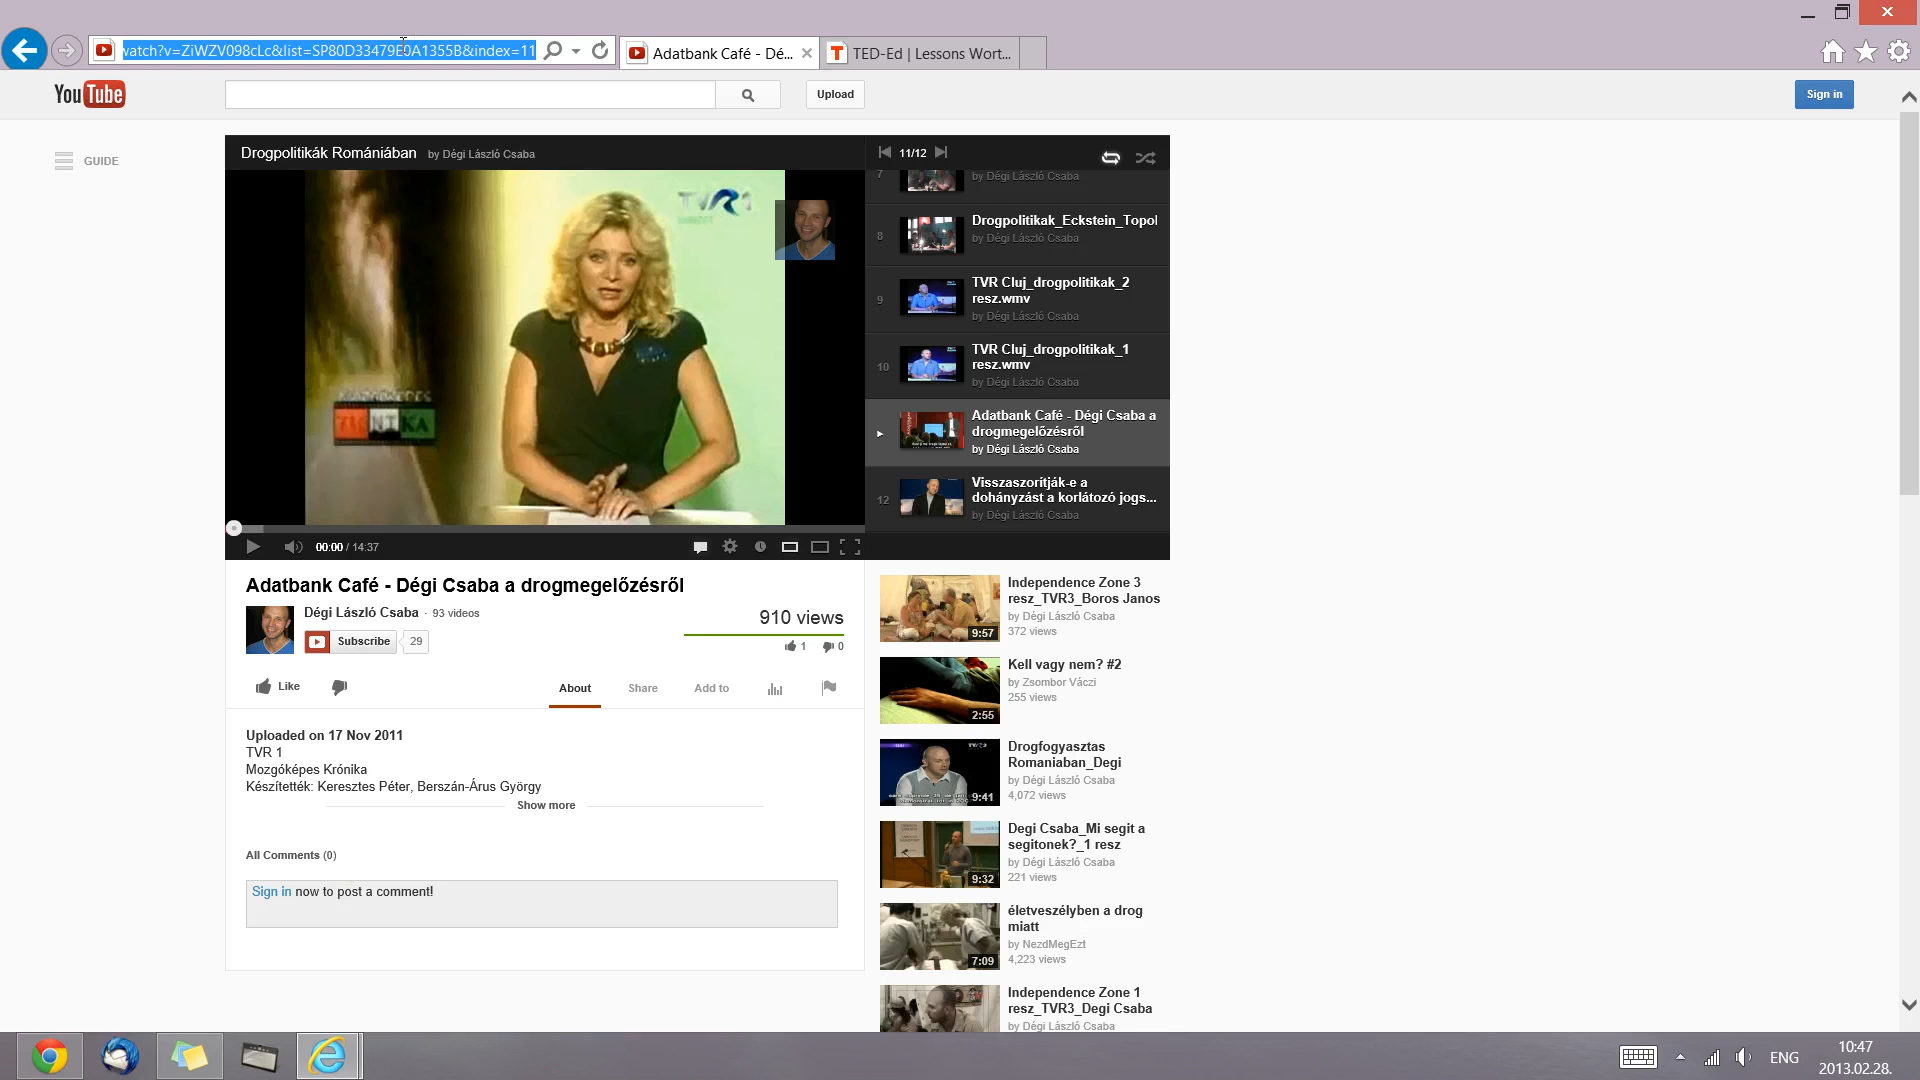 watch?v=ZiWZV098cLc&list=SP80D33479E0A1355B&index=11
Adatbank Café - Dé...
TED-Ed | Lessons Wort...
YouTube
Upload
Sign in
GUIDE
Drogpolitikák Romániában by Dégi László Csaba
11/12
7
by Dégi László Csaba
8
Drogpolitikak_Eckstein_Topol
by Dégi László Csaba
9
TVR Cluj_drogpolitikak_2
resz.wmv
by Dégi László Csaba
10
TVR Cluj_drogpolitikak_1
resz.wmv
by Dégi László Csaba
Adatbank Café - Dégi Csaba a
drogmegelőzésről
by Dégi László Csaba
12
Visszaszorítják-e a
dohányzást a korlátozó jogs...
by Dégi László Csaba
TVR1
00:00 / 14:37
Adatbank Café - Dégi Csaba a drogmegelőzésről
Dégi László Csaba · 93 videos
Subscribe 29
910 views
1 0
Like
About Share Add to
Uploaded on 17 Nov 2011
TVR 1
Mozgóképes Krónika
Készítették: Keresztes Péter, Berszán-Árus György
Show more
All Comments (0)
Sign in now to post a comment!
Independence Zone 3
resz_TVR3_Boros Janos
by Dégi László Csaba
372 views
9:57
Kell vagy nem? #2
by Zsombor Váczi
255 views
2:55
Drogfogyasztas
Romaniaban_Degi
by Dégi László Csaba
4,072 views
9:41
Degi Csaba_Mi segit a
segitonek?_1 resz
by Dégi László Csaba
221 views
9:32
életveszélyben a drog
miatt
by NezdMegEzt
4,223 views
7:09
Independence Zone 1
resz_TVR3_Degi Csaba
by Dégi László Csaba
ENG
10:47
2013.02.28.